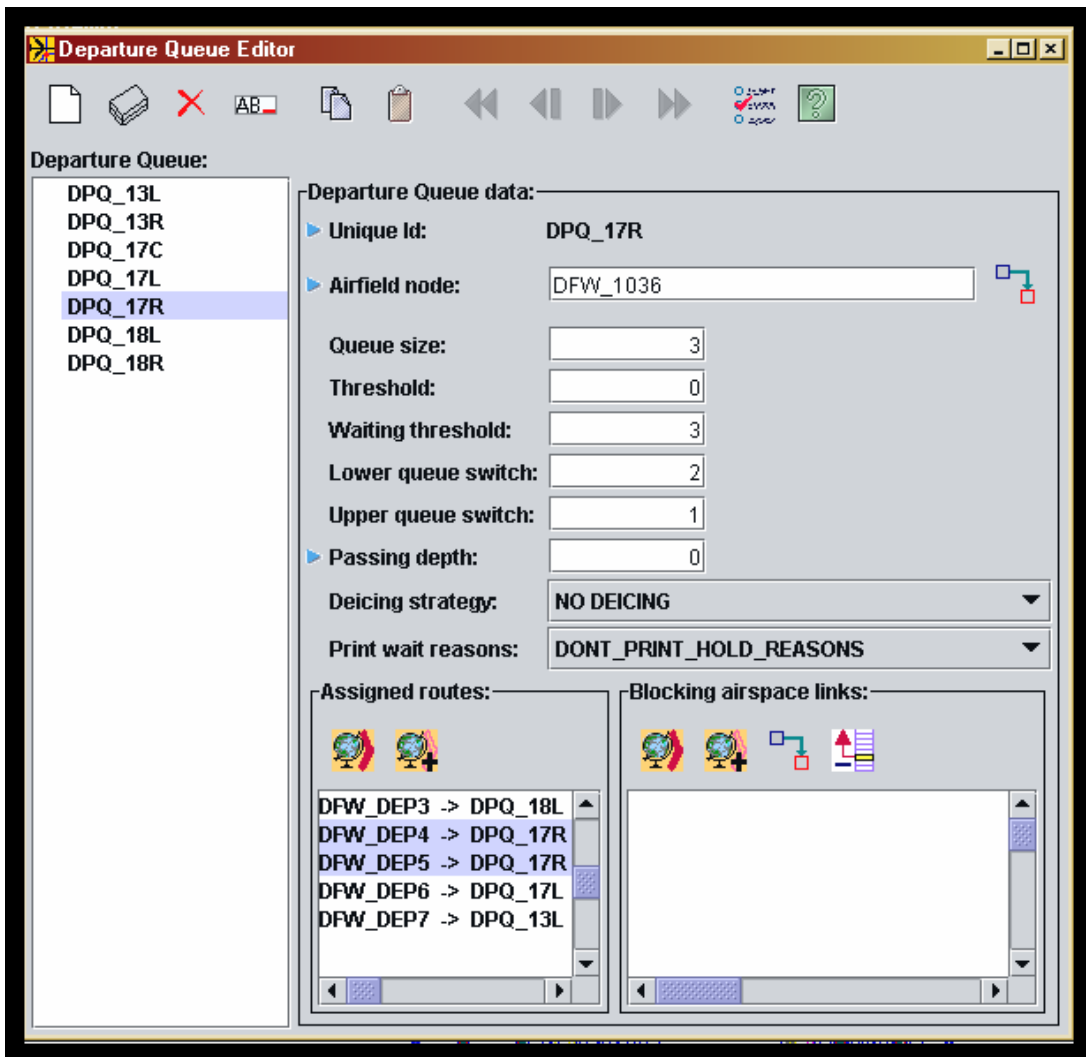 Departure Queue Editor
AB
Departure Queue:
DPQ_13L
DPQ_13R
DPQ_17C
DPQ_17L
DPQ_17R
DPQ_18L
DPQ_18R
Departure Queue data:
Unique Id: DPQ_17R
Airfield node: DFW_1036
Queue size: 3
Threshold: 0
Waiting threshold: 3
Lower queue switch: 2
Upper queue switch: 1
Passing depth: 0
Deicing strategy: NO DEICING
Print wait reasons: DONT_PRINT_HOLD_REASONS
Assigned routes:
DFW_DEP3 -> DPQ_18L
DFW_DEP4 -> DPQ_17R
DFW_DEP5 -> DPQ_17R
DFW_DEP6 -> DPQ_17L
DFW_DEP7 -> DPQ_13L
Blocking airspace links: